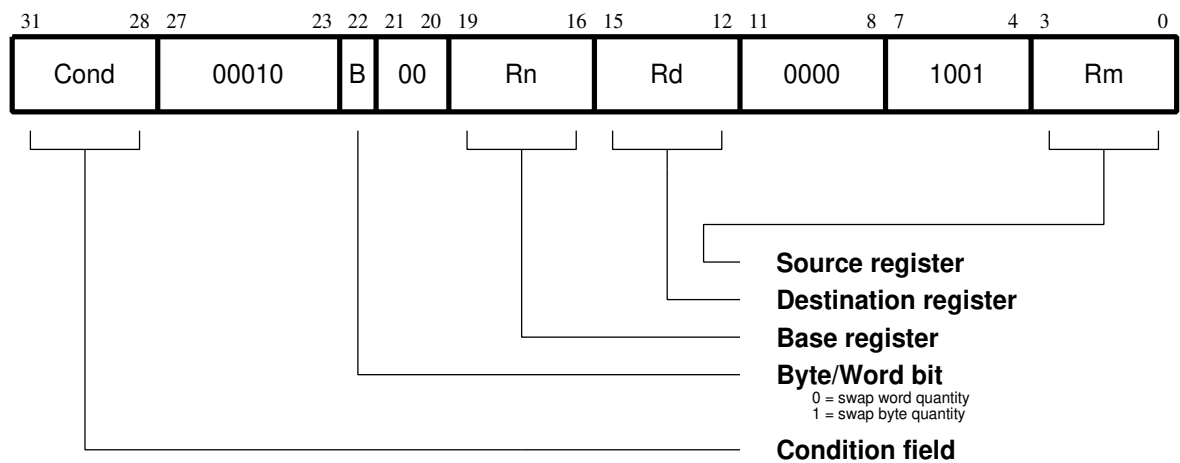 31 28 27 23 22 21 20 19 16 15 12 11 8 7 4 3 0
Cond 00010 B 00 Rn Rd 0000 1001 Rm
Source register
Destination register
Base register
Byte/Word bit
0 = swap word quantity
1 = swap byte quantity
Condition field